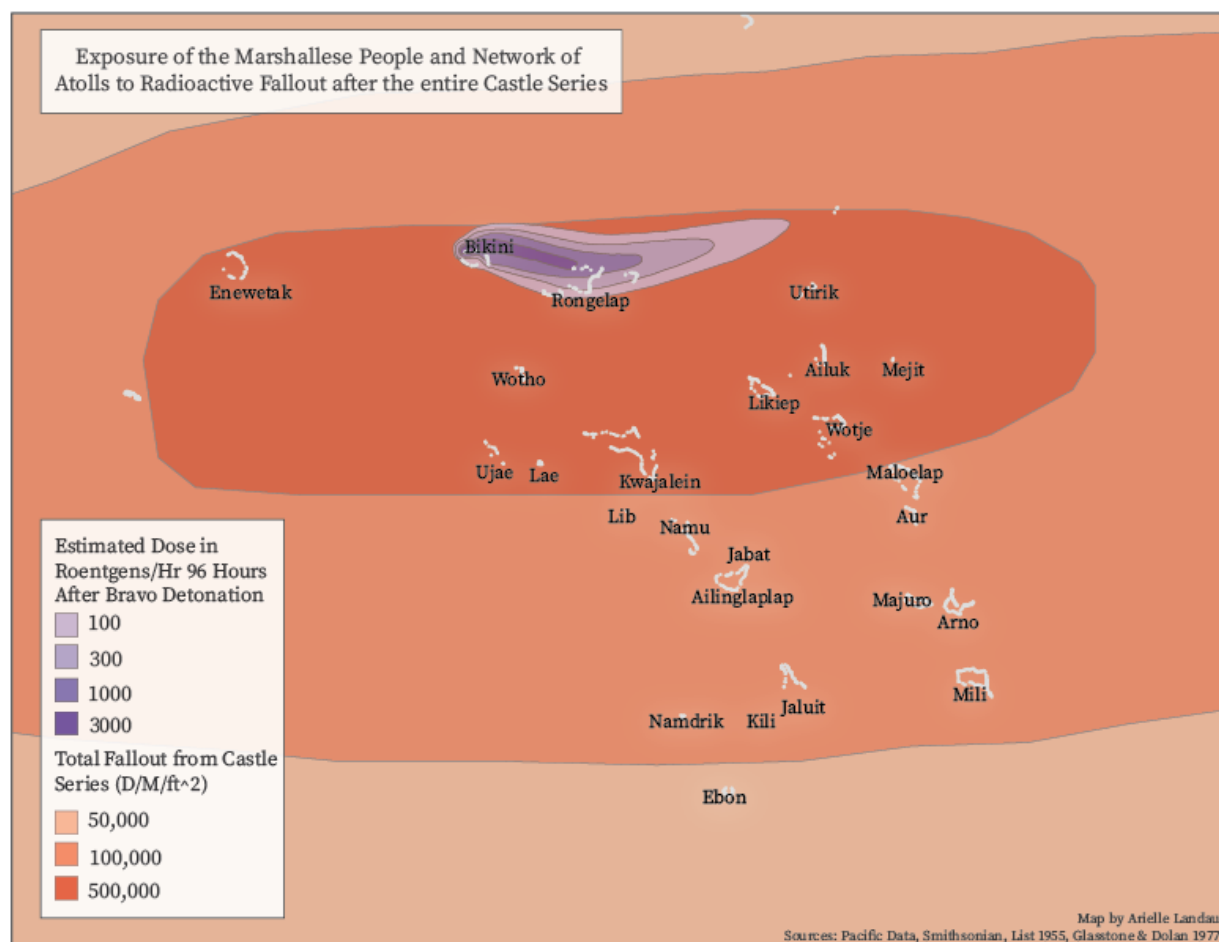 Exposure of the Marshallese People and Network of
Atolls to Radioactive Fallout after the entire Castle Series
Bikini
Enewetak
Rongelap
Utirik
Wotho
Ailuk
Mejit
Likiep
Wotje
Ujae
Lae
Kwajalein
Maloelap
Lib
Namu
Aur
Jabat
Ailinglaplap
Majuro
Arno
Mili
Jaluit
Namdrik
Kili
Ebon
Estimated Dose in
Roentgens/Hr 96 Hours
After Bravo Detonation
100
300
1000
3000
Total Fallout from Castle
Series (D/M/ft^2)
50,000
100,000
500,000
Map by Arielle Landau
Sources: Pacific Data, Smithsonian, List 1955, Glasstone & Dolan 1977